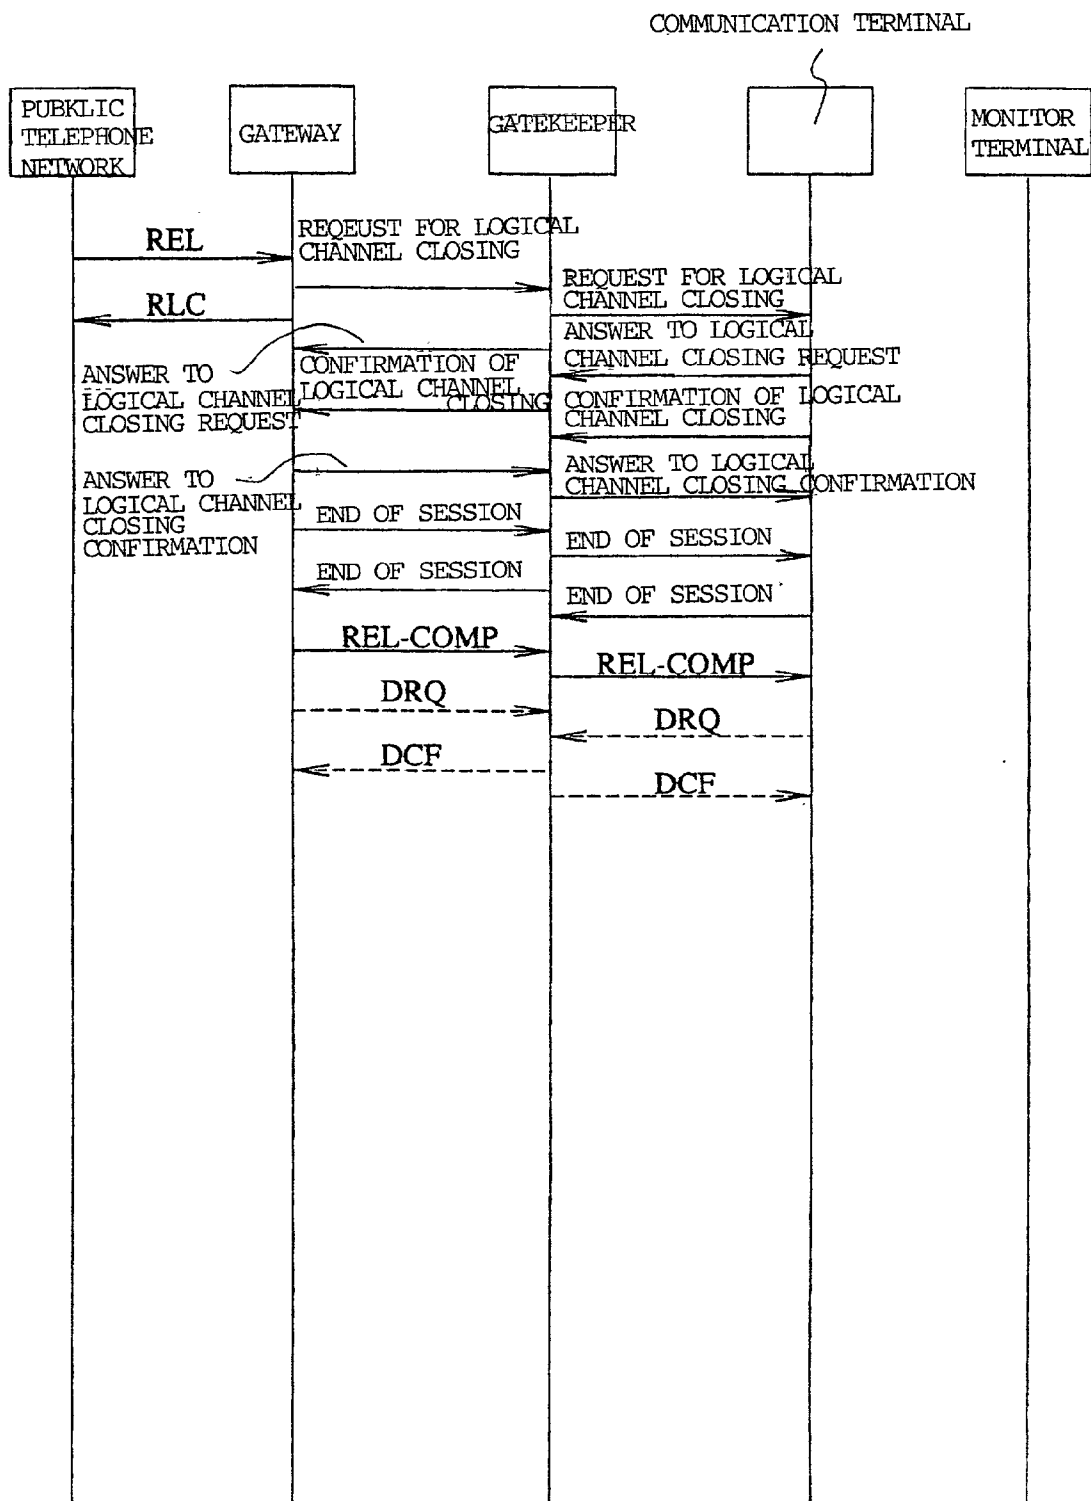 COMMUNICATION TERMINAL
PUBKLIC
TELEPHONE
NETWORK
GATEWAY
GATEKEEPER
MONITOR
TERMINAL
REL
REQEUST FOR LOGICAL
CHANNEL CLOSING
REQUEST FOR LOGICAL
CHANNEL CLOSING
RLC
ANSWER TO LOGICAL
CHANNEL CLOSING REQUEST
ANSWER TO
LOGICAL CHANNEL
CLOSING REQUEST
CONFIRMATION OF
LOGICAL CHANNEL
CLOSING
CONFIRMATION OF LOGICAL
CHANNEL CLOSING
ANSWER TO
LOGICAL CHANNEL
CLOSING
CONFIRMATION
ANSWER TO LOGICAL
CHANNEL CLOSING CONFIRMATION
END OF SESSION
END OF SESSION
END OF SESSION
END OF SESSION
REL-COMP
REL-COMP
DRQ
DRQ
DCF
DCF